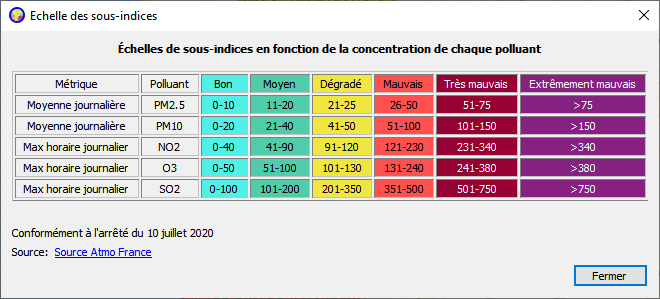 Echelle des sous-indices
Échelles de sous-indices en fonction de la concentration de chaque polluant
Métrique Polluant Bon Moyen Dégradé Mauvais Très mauvais Extrêmement mauvais
Moyenne journalière PM2.5 0-10 11-20 21-25 26-50 51-75 >75
Moyenne journalière PM10 0-20 21-40 41-50 51-100 101-150 >150
Max horaire journalier NO2 0-40 41-90 91-120 121-230 231-340 >340
Max horaire journalier O3 0-50 51-100 101-130 131-240 241-380 >380
Max horaire journalier SO2 0-100 101-200 201-350 351-500 501-750 >750
Conformément à l'arrêté du 10 juillet 2020
Source: Source Atmo France
Fermer